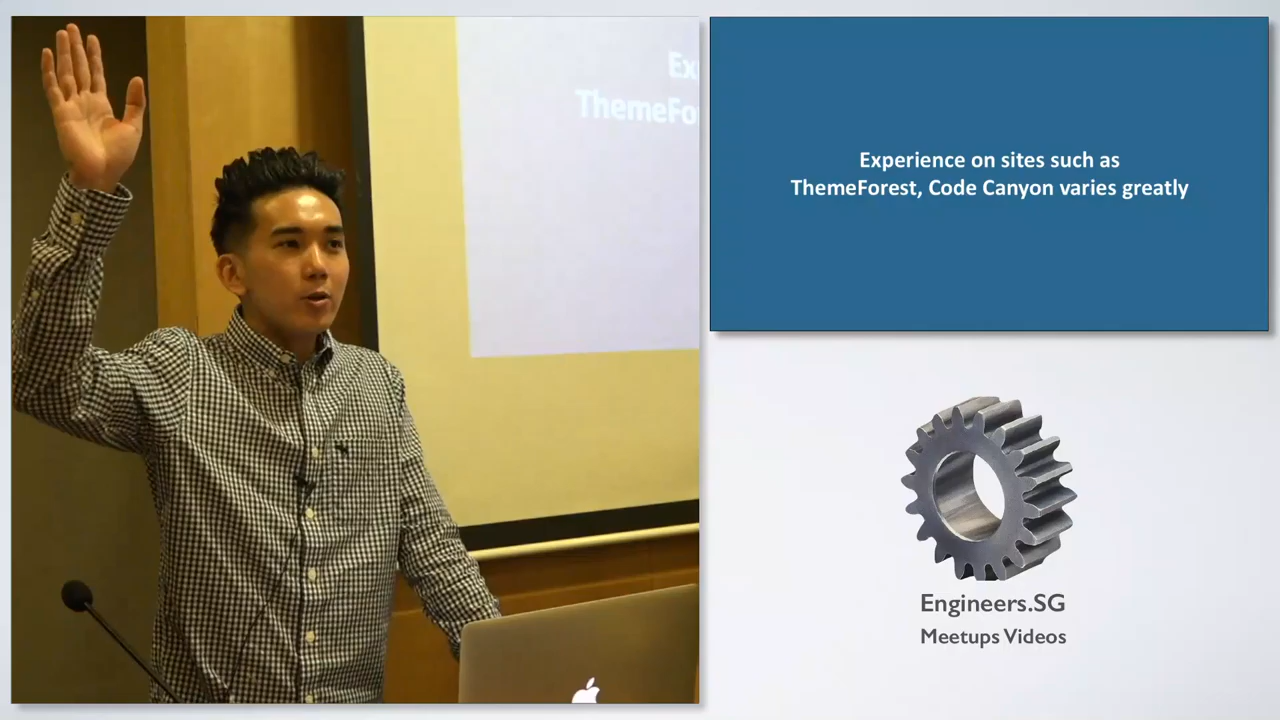 Ex
ThemeFo
Experience on sites such as
ThemeForest, Code Canyon varies greatly
Engineers.SG
Meetups Videos